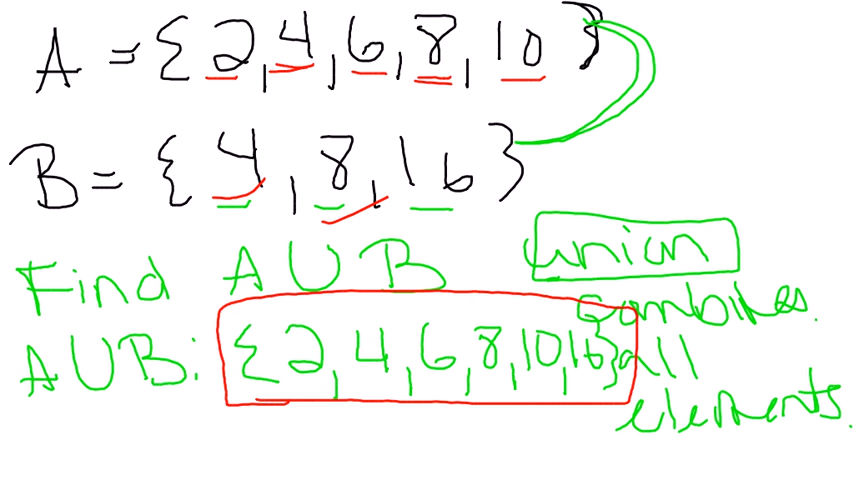 A = {2, 4, 6, 8, 10}
B = {4, 8, 16}
Find A U B union
combines
AUB: {2, 4, 6, 8, 10, 16} all
elements.